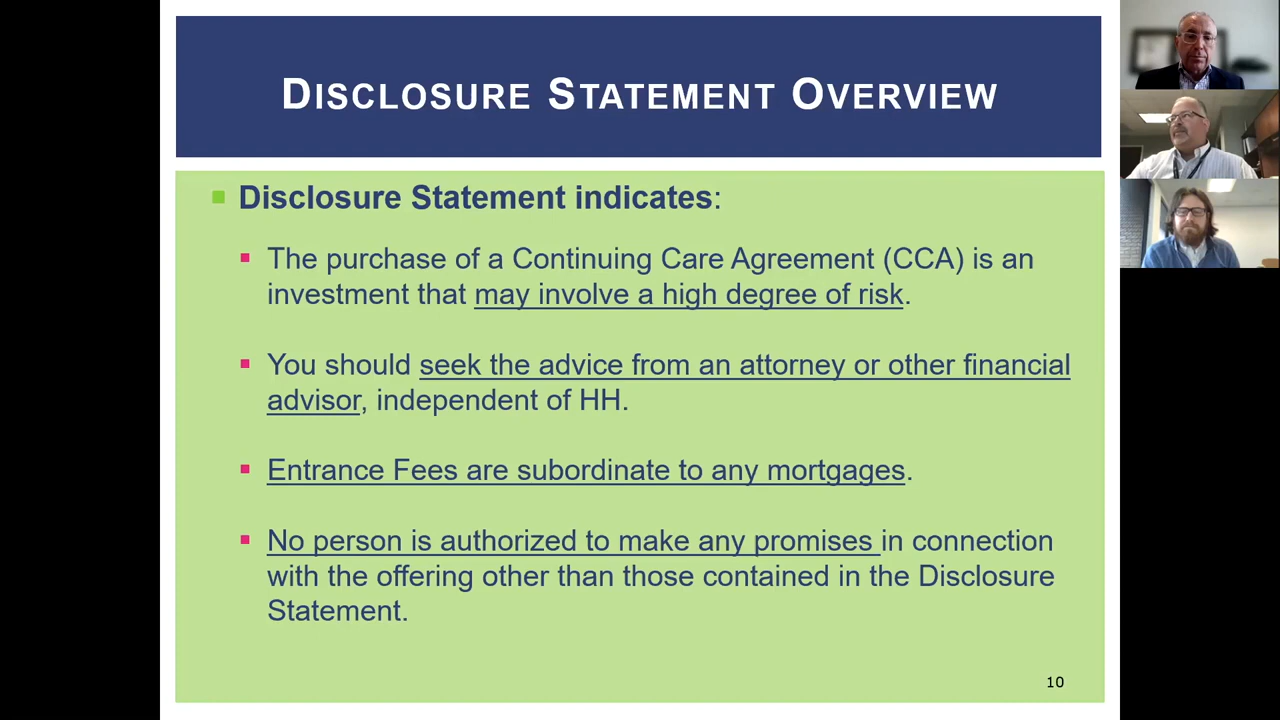 DISCLOSURE STATEMENT OVERVIEW
Disclosure Statement indicates:
The purchase of a Continuing Care Agreement (CCA) is an
investment that may involve a high degree of risk.
You should seek the advice from an attorney or other financial
advisor, independent of HH.
Entrance Fees are subordinate to any mortgages.
No person is authorized to make any promises in connection
with the offering other than those contained in the Disclosure
Statement.
10